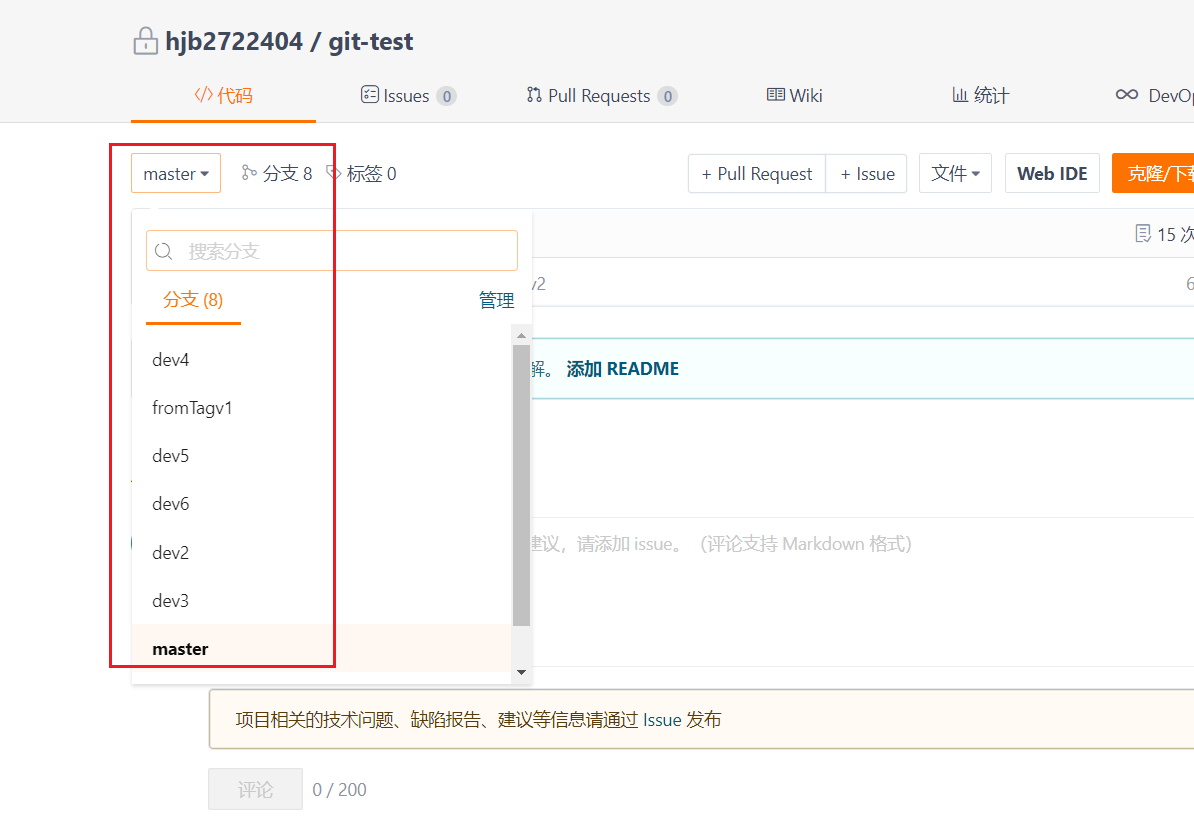 hjb2722404 / git-test
代码 Issues 0 Pull Requests 0 Wiki 统计
master 分支 8 标签 0 + Pull Request + Issue 文件 Web IDE 克隆/下
搜索分支 15 次
分支 (8) 管理
dev4
解。 添加 README
fromTagv1
dev5
dev6
dev2
建议，请添加 issue。（评论支持 Markdown 格式）
dev3
master
项目相关的技术问题、缺陷报告、建议等信息请通过 Issue 发布
评论 0 / 200